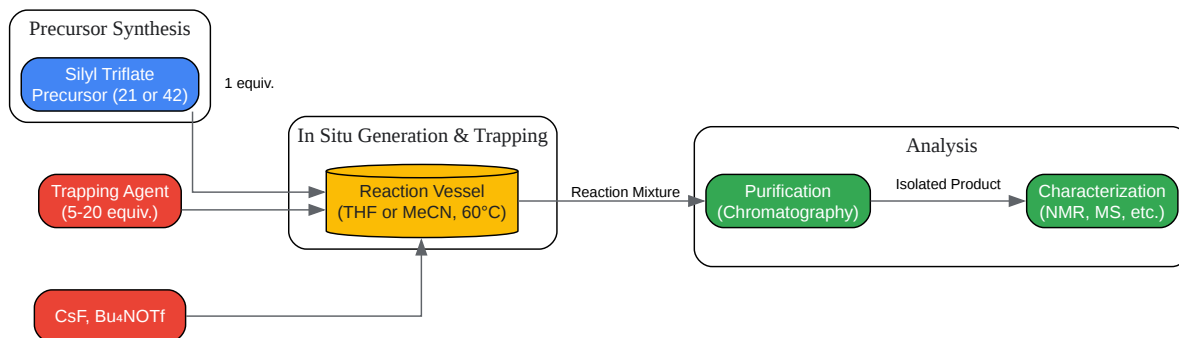 Precursor Synthesis
Silyl Triflate
Precursor (21 or 42)
1 equiv.
Trapping Agent
(5-20 equiv.)
CsF, Bu₄NOTf
In Situ Generation & Trapping
Reaction Vessel
(THF or MeCN, 60°C)
Reaction Mixture
Analysis
Purification
(Chromatography)
Isolated Product
Characterization
(NMR, MS, etc.)